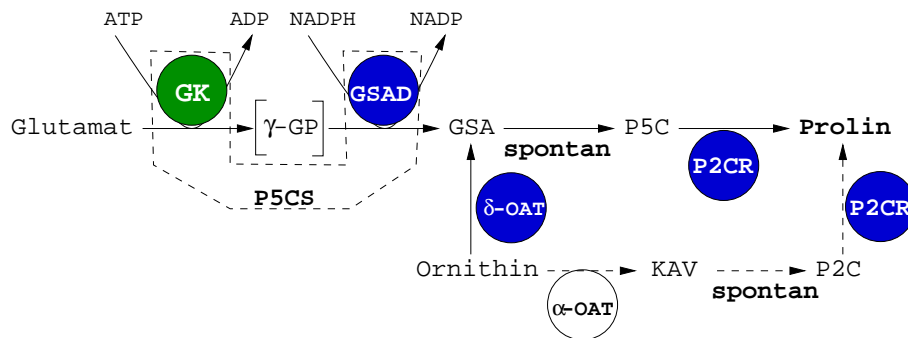 ATP ADP NADPH NADP
GK GSAD
Glutamat [γ-GP] GSA P5C Prolin
spontan
P2CR
P5CS δ-OAT P2CR
Ornithin KAV P2C
spontan
α-OAT